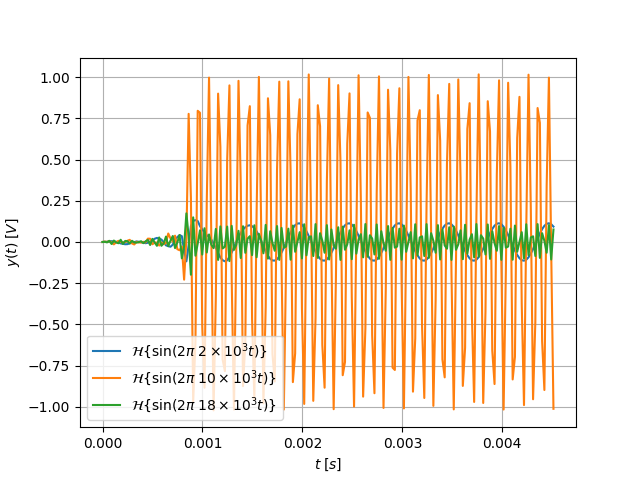 1.00
0.75
0.50
0.25
0.00
−0.25
−0.50
−0.75
−1.00
y(t) [V]
ℋ{sin(2π 2 × 10³t)}
ℋ{sin(2π 10 × 10³t)}
ℋ{sin(2π 18 × 10³t)}
0.000 0.001 0.002 0.003 0.004
t [s]